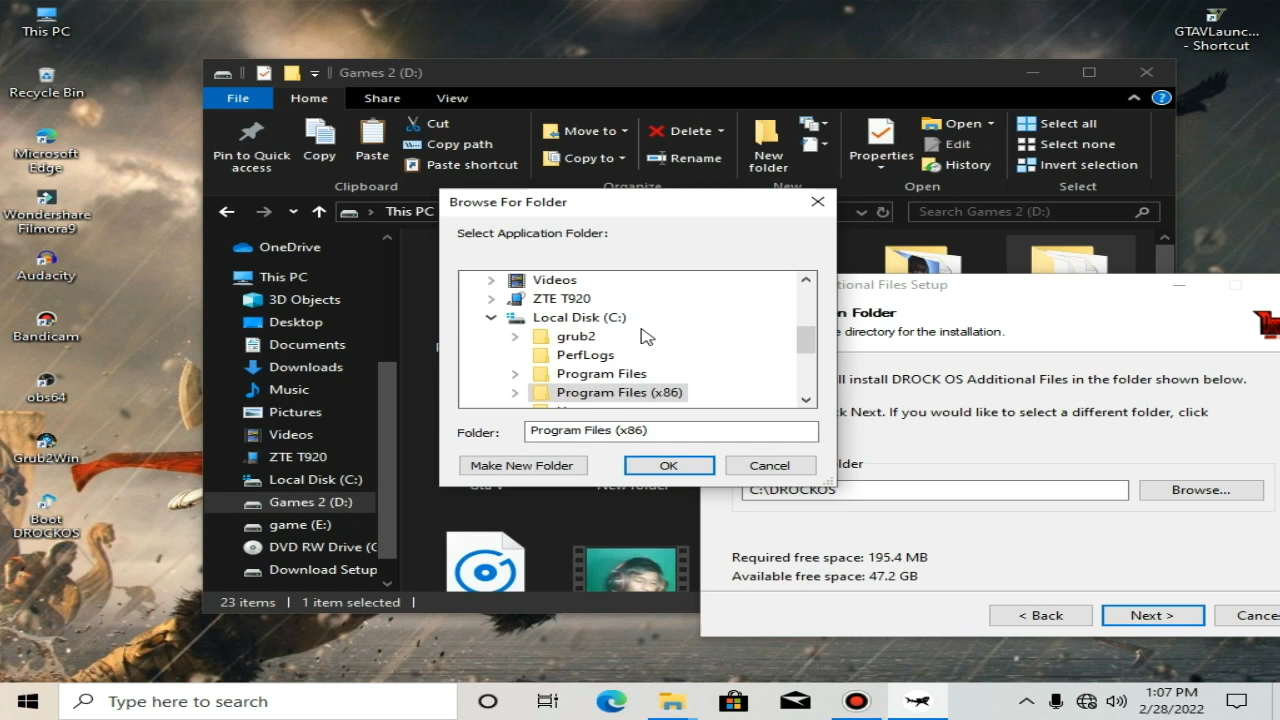 This PC
Recycle Bin
Microsoft
Edge
Wondershare
Filmora9
Audacity
Bandicam
obs64
Grub2Win
Boot
DROCKOS
GTAVLaunc...
- Shortcut
Games 2 (D:)
File
Home
Share
View
Pin to Quick
access
Copy
Paste
Cut
Copy path
Paste shortcut
Clipboard
Move to
Copy to
Delete
Rename
Organize
New
folder
New
Properties
Open
Edit
History
Open
Select all
Select none
Invert selection
Select
This PC
Search Games 2 (D:)
OneDrive
This PC
3D Objects
Desktop
Documents
Downloads
Music
Pictures
Videos
ZTE T920
Local Disk (C:)
Games 2 (D:)
game (E:)
DVD RW Drive (
Download Setup
23 items
1 item selected
Browse For Folder
Select Application Folder:
Videos
ZTE T920
Local Disk (C:)
grub2
PerfLogs
Program Files
Program Files (x86)
Folder:
Program Files (x86)
Make New Folder
OK
Cancel
tional Files Setup
n Folder
e directory for the installation.
ll install DROCK OS Additional Files in the folder shown below.
k Next. If you would like to select a different folder, click
lder
C:\DROCKOS
Browse...
Required free space: 195.4 MB
Available free space: 47.2 GB
< Back
Next >
Cance
Type here to search
1:07 PM
2/28/2022